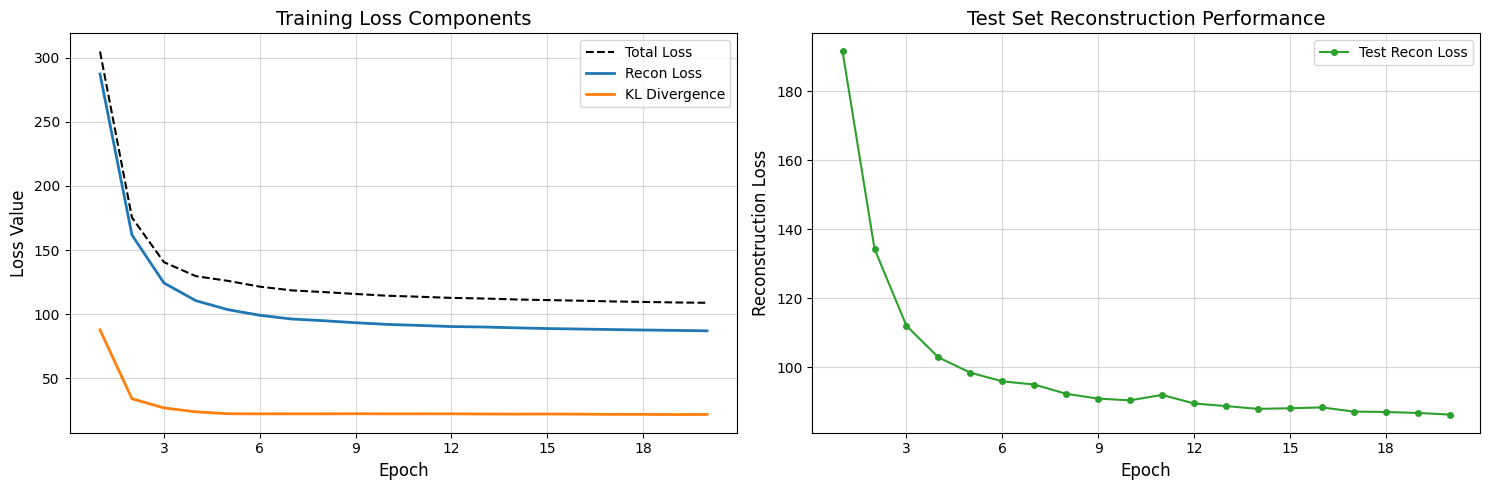 Training Loss Components
Total Loss
Recon Loss
KL Divergence
300
250
200
150
100
50
Loss Value
3 6 9 12 15 18
Epoch
Test Set Reconstruction Performance
Test Recon Loss
180
160
140
120
100
Reconstruction Loss
3 6 9 12 15 18
Epoch